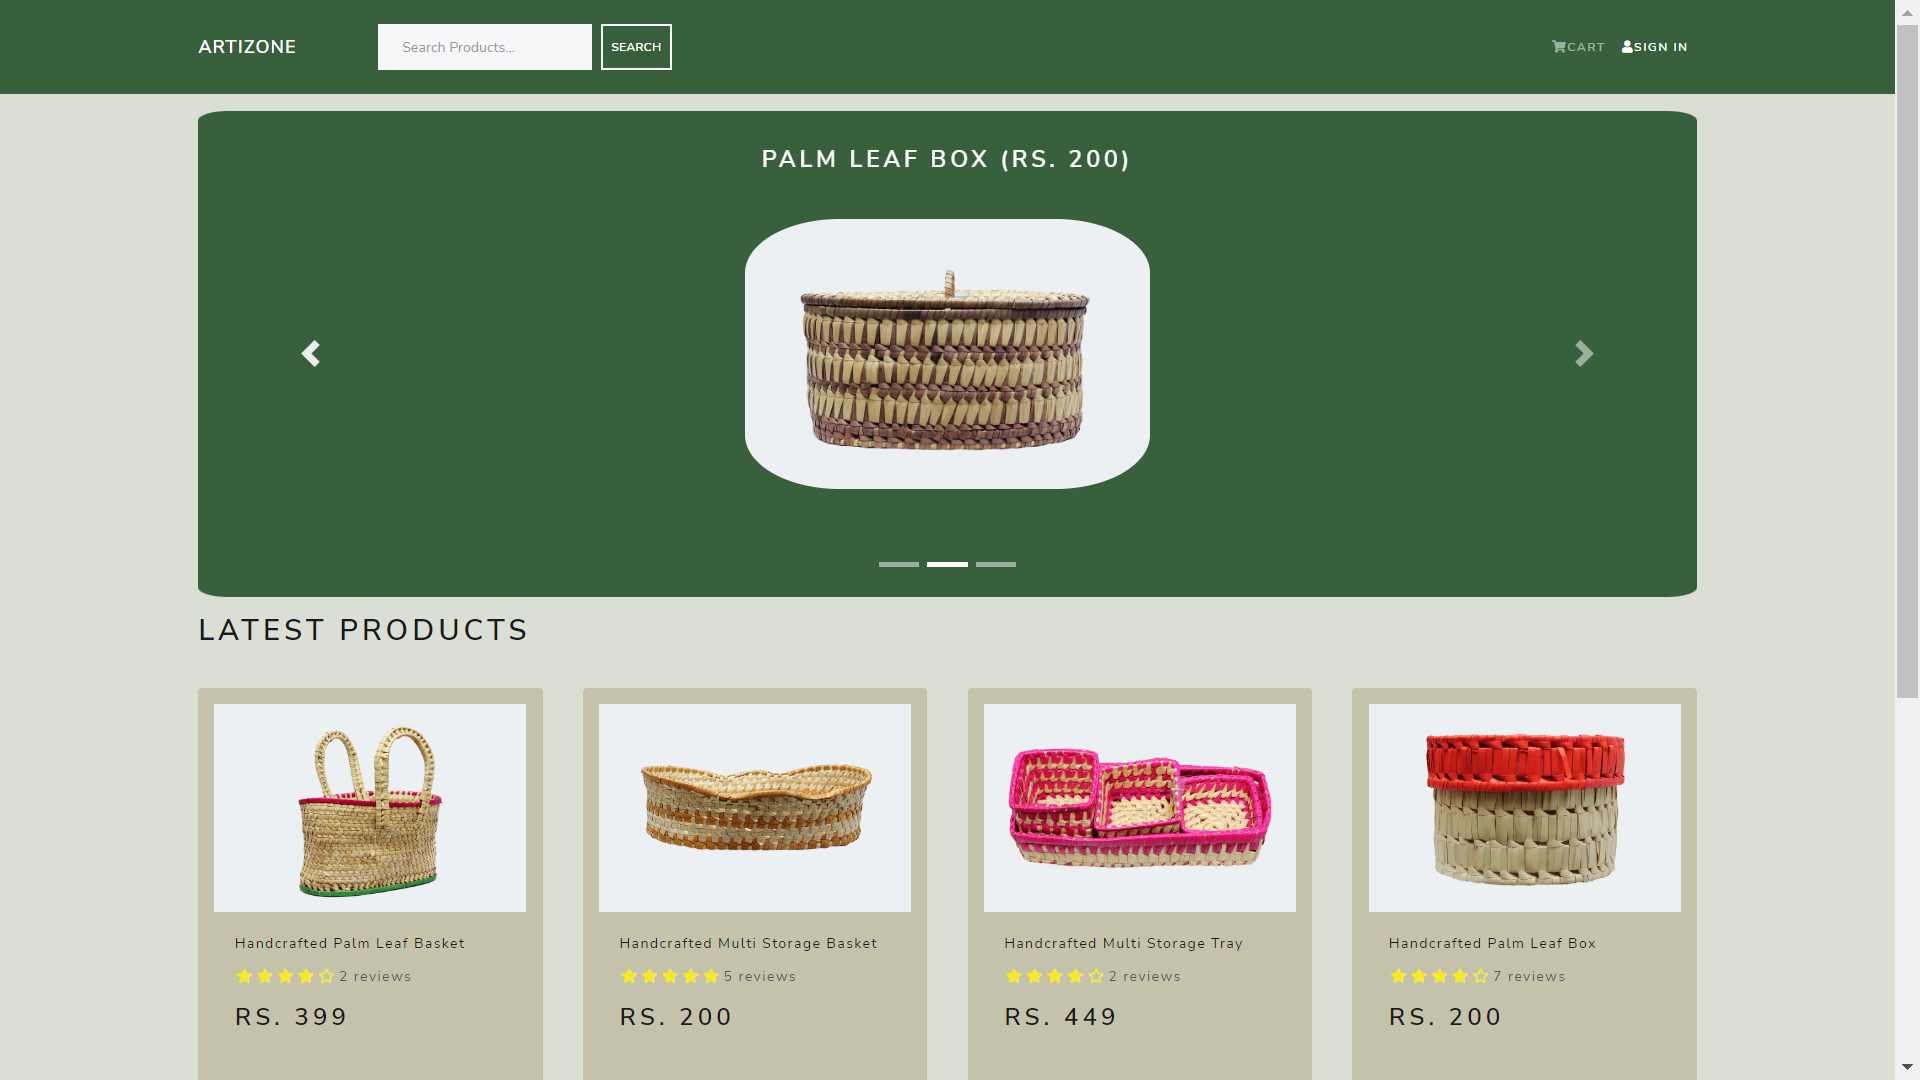 ARTIZONE
Search Products...
SEARCH
CART
SIGN IN
PALM LEAF BOX (RS. 200)
LATEST PRODUCTS
Handcrafted Palm Leaf Basket
2 reviews
RS. 399
Handcrafted Multi Storage Basket
5 reviews
RS. 200
Handcrafted Multi Storage Tray
2 reviews
RS. 449
Handcrafted Palm Leaf Box
7 reviews
RS. 200